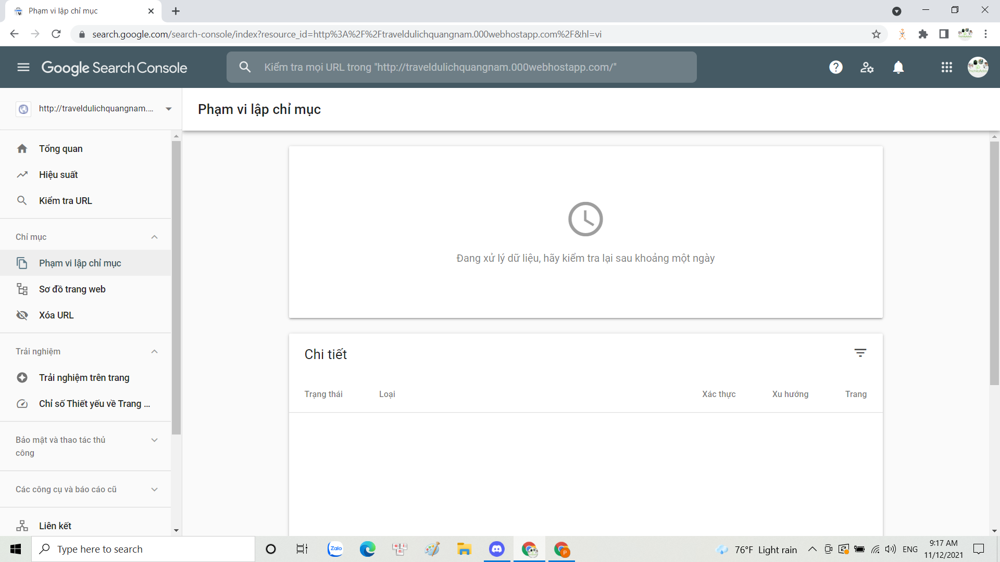 Phạm vi lập chỉ mục
search.google.com/search-console/index?resource_id=http%3A%2F%2Ftraveldulichquangnam.000webhostapp.com%2F&hl=vi
Google Search Console
Kiểm tra mọi URL trong "http://traveldulichquangnam.000webhostapp.com/"
http://traveldulichquangnam....
Phạm vi lập chỉ mục
Tổng quan
Hiệu suất
Kiểm tra URL
Chỉ mục
Phạm vi lập chỉ mục
Sơ đồ trang web
Xóa URL
Trải nghiệm
Trải nghiệm trên trang
Chỉ số Thiết yếu về Trang ...
Bảo mật và thao tác thủ
công
Các công cụ và báo cáo cũ
Liên kết
Đang xử lý dữ liệu, hãy kiểm tra lại sau khoảng một ngày
Chi tiết
Trạng thái Loại Xác thực Xu hướng Trang
Type here to search
Zalo
76°F Light rain
ENG
9:17 AM
11/12/2021